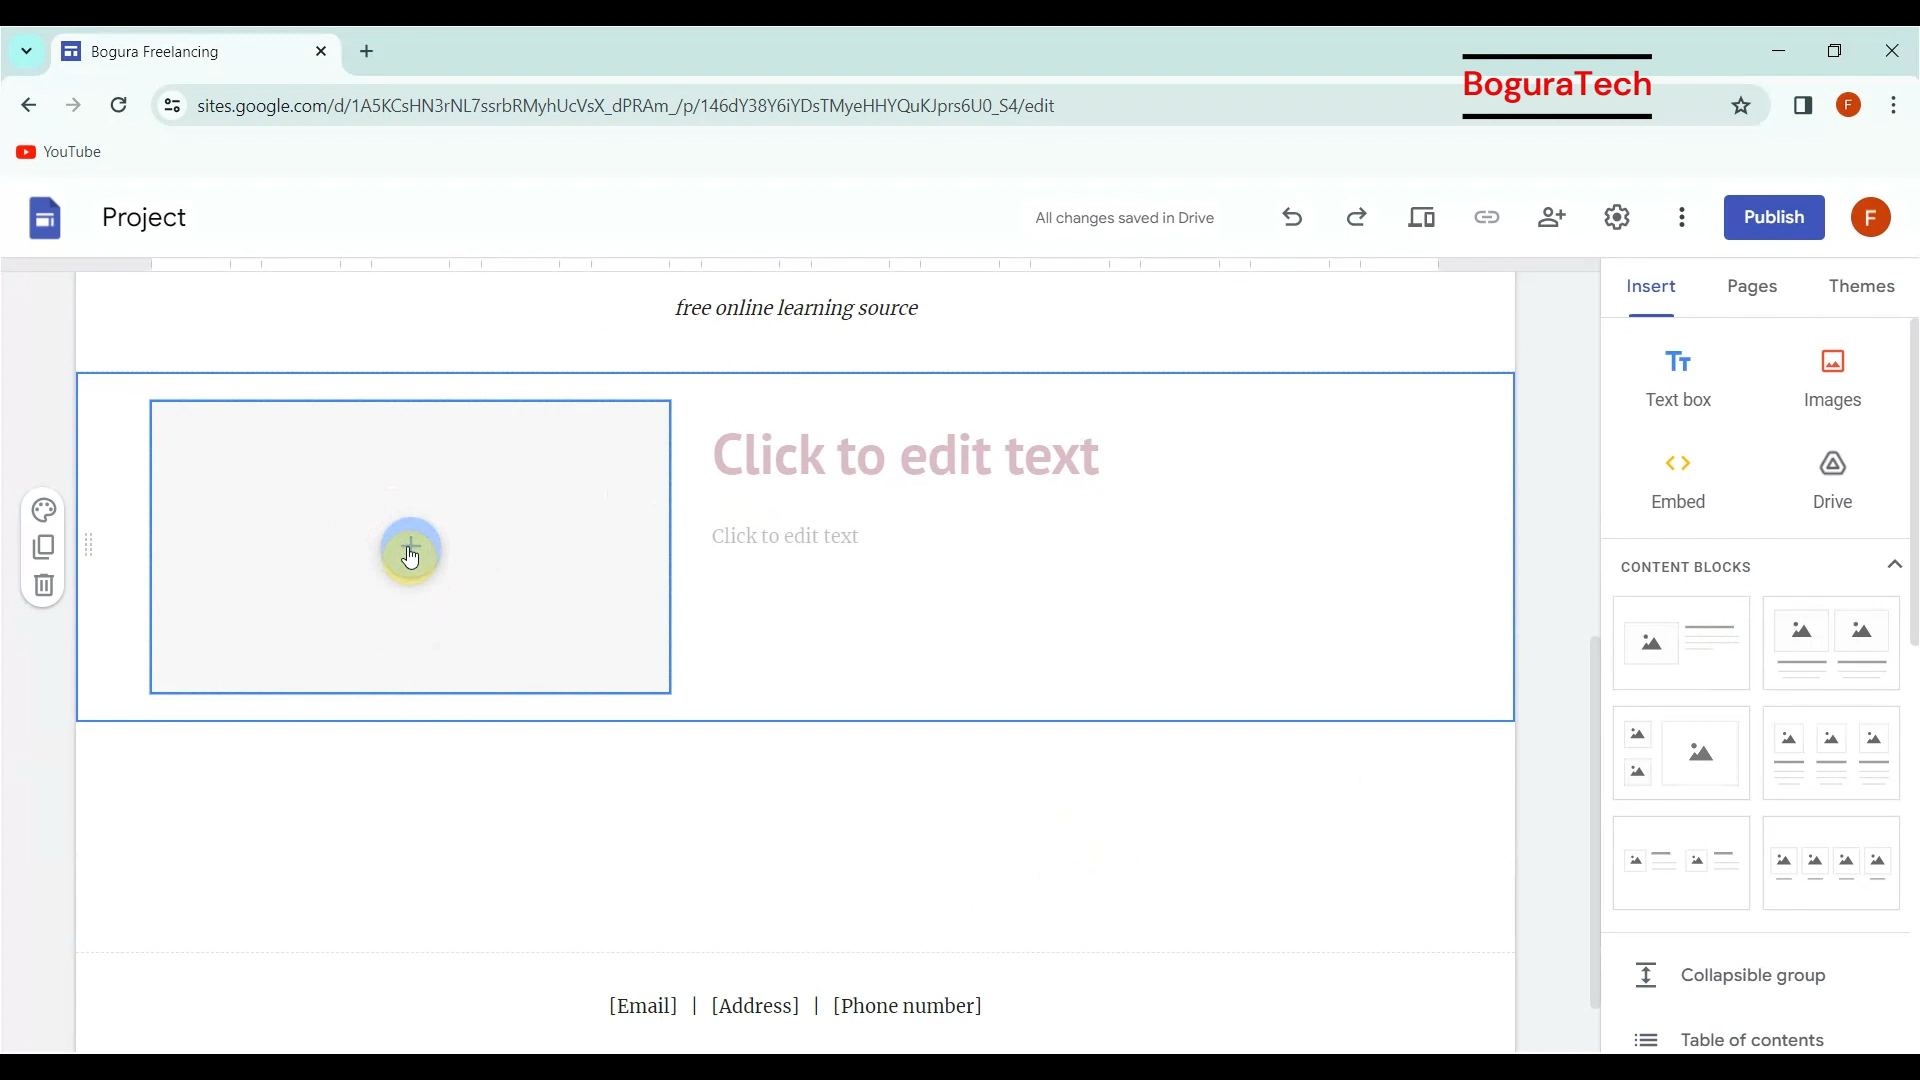 Bogura Freelancing
BoguraTech
sites.google.com/d/1A5KCsHN3rNL7ssrbRMyhUcVsX_dPRAm_/p/146dY38Y6iYDsTMyeHHYQuKJprs6U0_S4/edit
F
YouTube
Project
All changes saved in Drive
Publish
F
Insert
Pages
Themes
free online learning source
Click to edit text
Click to edit text
Text box
Images
Embed
Drive
CONTENT BLOCKS
Collapsible group
Table of contents
[Email] | [Address] | [Phone number]